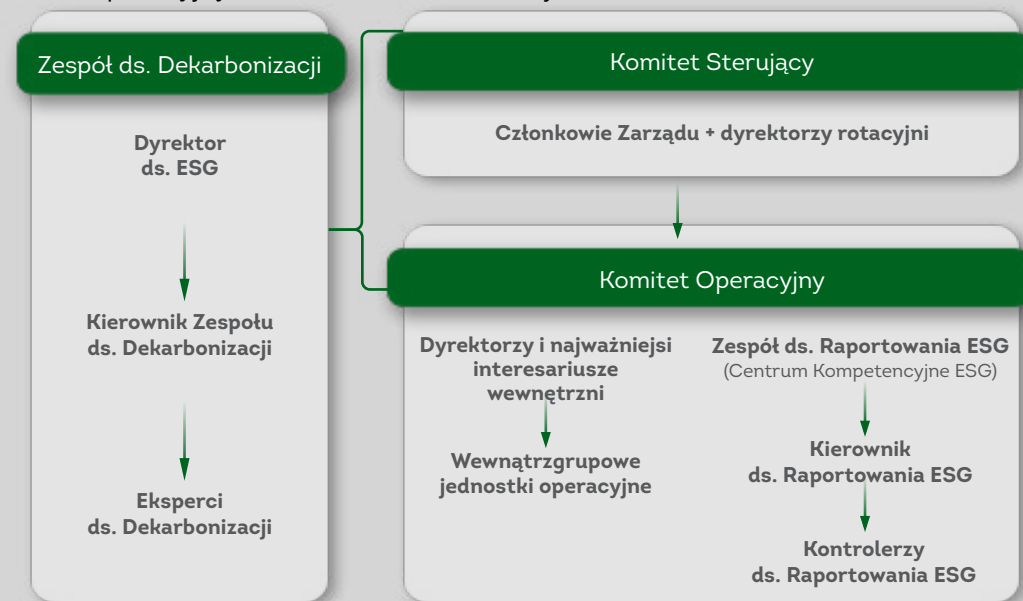 Zespół ds. Dekarbonizacji
Dyrektor
ds. ESG
Kierownik Zespołu
ds. Dekarbonizacji
Eksperci
ds. Dekarbonizacji
Komitet Sterujący
Członkowie Zarządu + dyrektorzy rotacyjni
Komitet Operacyjny
Dyrektorzy i najważniejsi
interesariusze
wewnętrzni
Wewnątrzgrupowe
jednostki operacyjne
Zespół ds. Raportowania ESG
(Centrum Kompetencyjne ESG)
Kierownik
ds. Raportowania ESG
Kontrolerzy
ds. Raportowania ESG